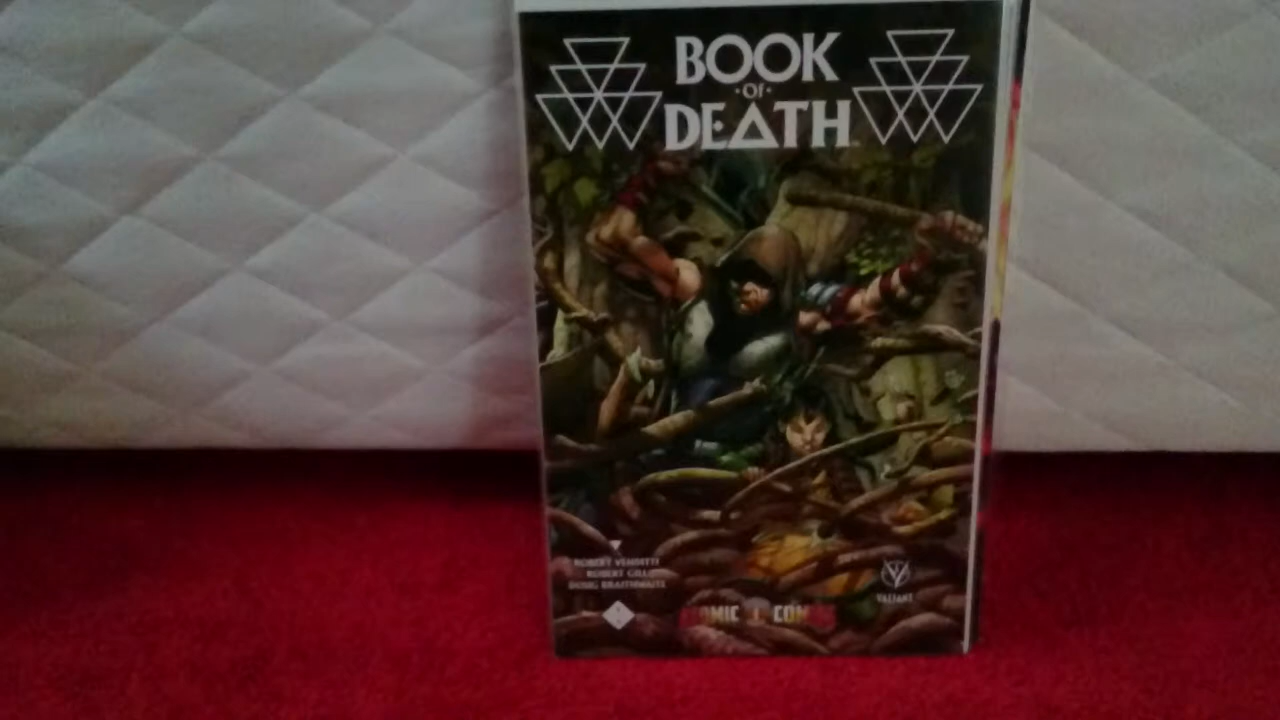 BOOK
·OF·
DEATH
ROBERT VENDITTI
ROBERT GILL
DOUG BRAITHWAITE
VALIANT